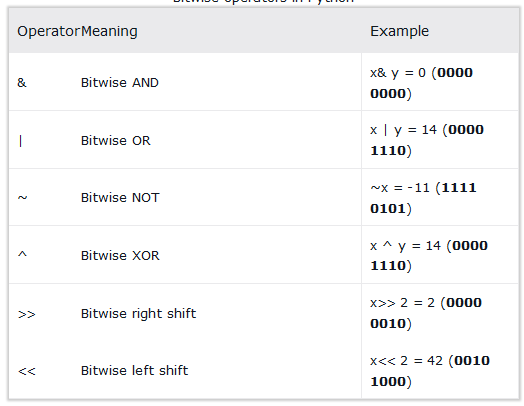 Bitwise operators in Python
Operator Meaning Example
& Bitwise AND x& y = 0 (0000
0000)
| Bitwise OR x | y = 14 (0000
1110)
~ Bitwise NOT ~x = -11 (1111
0101)
^ Bitwise XOR x ^ y = 14 (0000
1110)
>> Bitwise right shift x>> 2 = 2 (0000
0010)
<< Bitwise left shift x<< 2 = 42 (0010
1000)